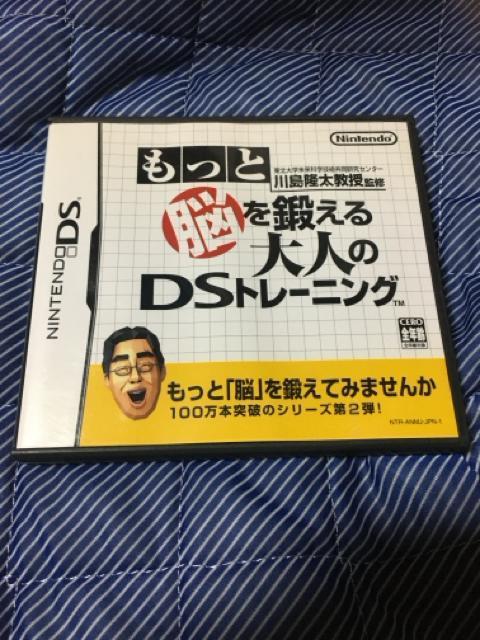 Nintendo
もっと
東北大学未来科学技術共同研究センター
川島隆太教授監修
脳を鍛える
大人の
DSトレーニング™
NINTENDO DS
CERO
全年齢
もっと「脳」を鍛えてみませんか
100万本突破のシリーズ第2弾!
NTR-ANMJ-JPN-1